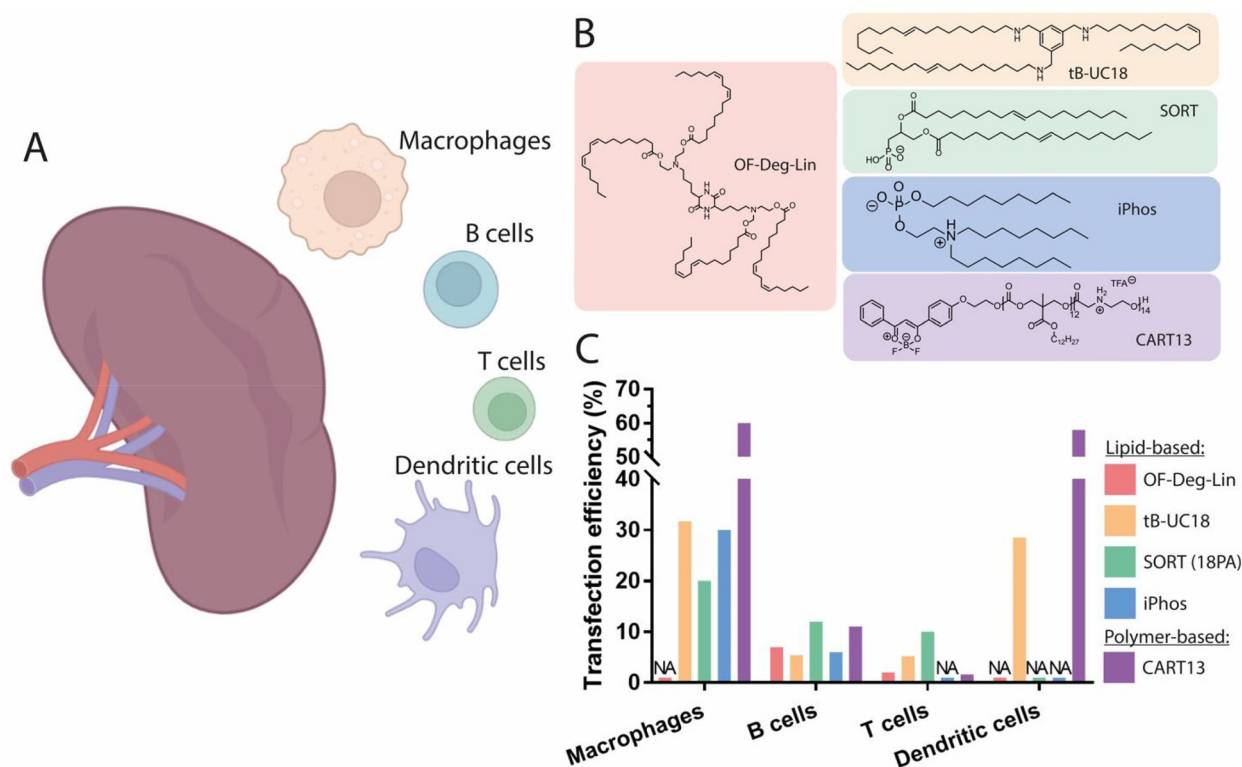 A
Macrophages
B cells
T cells
Dendritic cells
B
OF-Deg-Lin
tB-UC18
SORT
iPhos
CART13
C
Transfection efficiency (%)
70
60
50
40
30
20
10
0
NA
NA
NA
NA NA
Macrophages
B cells
T cells
Dendritic cells
Lipid-based:
OF-Deg-Lin
tB-UC18
SORT (18PA)
iPhos
Polymer-based:
CART13